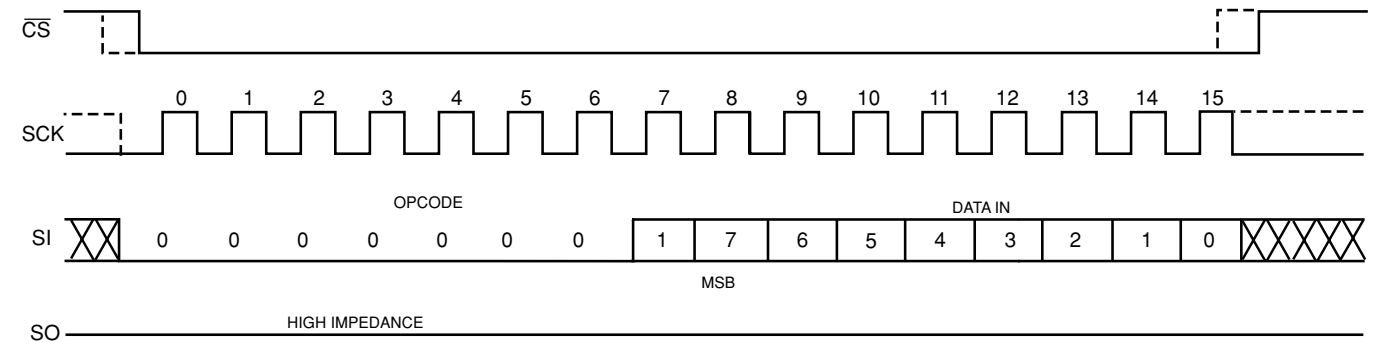 CS
0 1 2 3 4 5 6 7 8 9 10 11 12 13 14 15
SCK
OPCODE DATA IN
SI 0 0 0 0 0 0 0 1 7 6 5 4 3 2 1 0
MSB
HIGH IMPEDANCE
SO